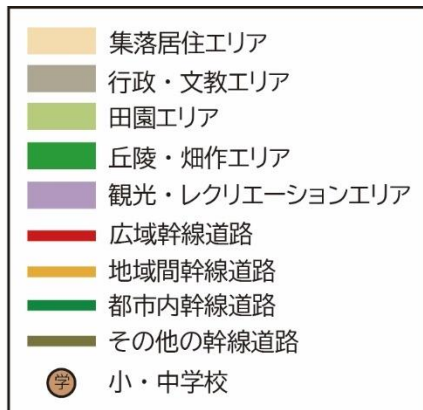 集落居住エリア
行政・文教エリア
田園エリア
丘陵・畑作エリア
観光・レクリエーションエリア
広域幹線道路
地域間幹線道路
都市内幹線道路
その他の幹線道路
学 小・中学校